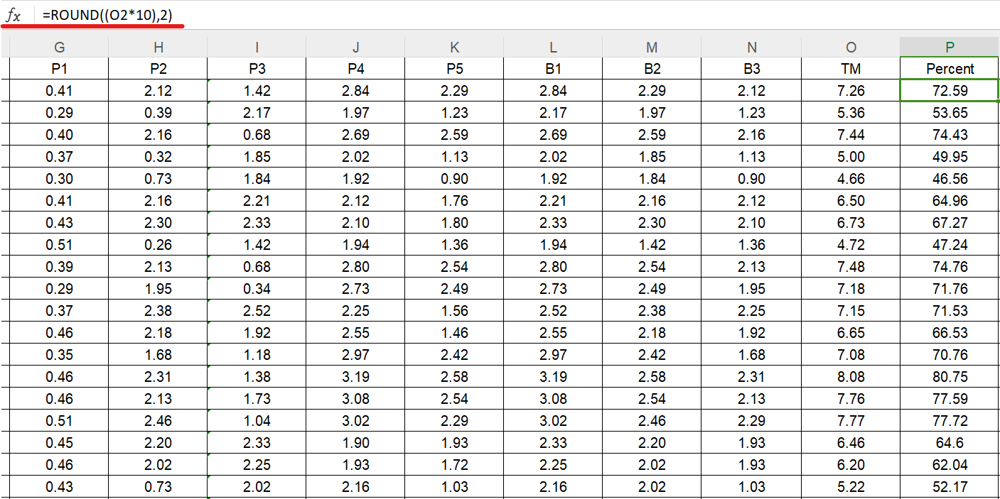 fx =ROUND((O2*10),2)
G H I J K L M N O P
P1 P2 P3 P4 P5 B1 B2 B3 TM Percent
0.41 2.12 1.42 2.84 2.29 2.84 2.29 2.12 7.26 72.59
0.29 0.39 2.17 1.97 1.23 2.17 1.97 1.23 5.36 53.65
0.40 2.16 0.68 2.69 2.59 2.69 2.59 2.16 7.44 74.43
0.37 0.32 1.85 2.02 1.13 2.02 1.85 1.13 5.00 49.95
0.30 0.73 1.84 1.92 0.90 1.92 1.84 0.90 4.66 46.56
0.41 2.16 2.21 2.12 1.76 2.21 2.16 2.12 6.50 64.96
0.43 2.30 2.33 2.10 1.80 2.33 2.30 2.10 6.73 67.27
0.51 0.26 1.42 1.94 1.36 1.94 1.42 1.36 4.72 47.24
0.39 2.13 0.68 2.80 2.54 2.80 2.54 2.13 7.48 74.76
0.29 1.95 0.34 2.73 2.49 2.73 2.49 1.95 7.18 71.76
0.37 2.38 2.52 2.25 1.56 2.52 2.38 2.25 7.15 71.53
0.46 2.18 1.92 2.55 1.46 2.55 2.18 1.92 6.65 66.53
0.35 1.68 1.18 2.97 2.42 2.97 2.42 1.68 7.08 70.76
0.46 2.31 1.38 3.19 2.58 3.19 2.58 2.31 8.08 80.75
0.46 2.13 1.73 3.08 2.54 3.08 2.54 2.13 7.76 77.59
0.51 2.46 1.04 3.02 2.29 3.02 2.46 2.29 7.77 77.72
0.45 2.20 2.33 1.90 1.93 2.33 2.20 1.93 6.46 64.6
0.46 2.02 2.25 1.93 1.72 2.25 2.02 1.93 6.20 62.04
0.43 0.73 2.02 2.16 1.03 2.16 2.02 1.03 5.22 52.17